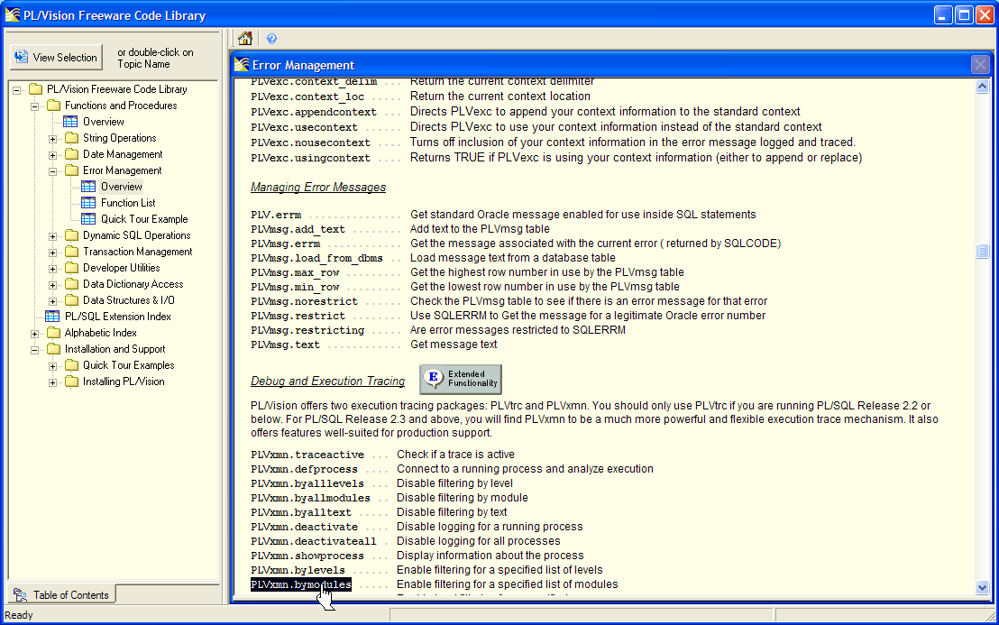 PL/Vision Freeware Code Library
View Selection
or double-click on
Topic Name
PL/Vision Freeware Code Library
Functions and Procedures
Overview
String Operations
Date Management
Error Management
Overview
Function List
Quick Tour Example
Dynamic SQL Operations
Transaction Management
Developer Utilities
Data Dictionary Access
Data Structures & I/O
PL/SQL Extension Index
Alphabetic Index
Installation and Support
Quick Tour Examples
Installing PL/Vision
Table of Contents
Ready
Error Management
PLVexc.context_delim .... Return the current context delimiter
PLVexc.context_loc ..... Return the current context location
PLVexc.appendcontext ... Directs PLVexc to append your context information to the standard context
PLVexc.usecontext ..... Directs PLVexc to use your context information instead of the standard context
PLVexc.nousecontext .... Turns off inclusion of your context information in the error message logged and traced.
PLVexc.usingcontext .... Returns TRUE if PLVexc is using your context information (either to append or replace)
Managing Error Messages
PLV.errm .............. Get standard Oracle message enabled for use inside SQL statements
PLVmsg.add_text ........ Add text to the PLVmsg table
PLVmsg.errm ........... Get the message associated with the current error ( returned by SQLCODE)
PLVmsg.load_from_dbms .. Load message text from a database table
PLVmsg.max_row ........ Get the highest row number in use by the PLVmsg table
PLVmsg.min_row ........ Get the lowest row number in use by the PLVmsg table
PLVmsg.norestrict ...... Check the PLVmsg table to see if there is an error message for that error
PLVmsg.restrict ........ Use SQLERRM to Get the message for a legitimate Oracle error number
PLVmsg.restricting ..... Are error messages restricted to SQLERRM
PLVmsg.text ........... Get message text
Debug and Execution Tracing
E Extended
Functionality
PL/Vision offers two execution tracing packages: PLVtrc and PLVxmn. You should only use PLVtrc if you are running PL/SQL Release 2.2 or
below. For PL/SQL Release 2.3 and above, you will find PLVxmn to be a much more powerful and flexible execution trace mechanism. It also
offers features well-suited for production support.
PLVxmn.traceactive ... Check if a trace is active
PLVxmn.defprocess .... Connect to a running process and analyze execution
PLVxmn.byalllevels ... Disable filtering by level
PLVxmn.byallmodules .. Disable filtering by module
PLVxmn.byalltext ..... Disable filtering by text
PLVxmn.deactivate .... Disable logging for a running process
PLVxmn.deactivateall . Disable logging for all processes
PLVxmn.showprocess ... Display information about the process
PLVxmn.bylevels ...... Enable filtering for a specified list of levels
PLVxmn.bymodules ..... Enable filtering for a specified list of modules